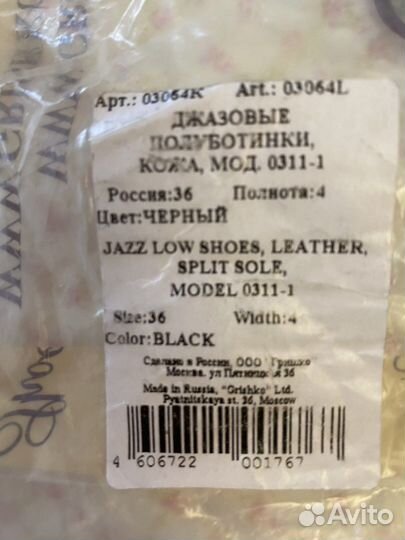 Арт.: 03064К Art.: 03064L
ДЖАЗОВЫЕ
ПОЛУБОТИНКИ,
КОЖА, МОД. 0311-1
Россия:36 Полнота:4
Цвет:ЧЕРНЫЙ
JAZZ LOW SHOES, LEATHER,
SPLIT SOLE,
MODEL 0311-1
Size:36 Width:4
Color:BLACK
Сделано в России, ООО "Гришко"
Москва. ул Пятницкая 36
Made in Russia, "Grishko" Ltd.
Pyatnitskaya st. 36, Moscow
4 606722 001767
Avito